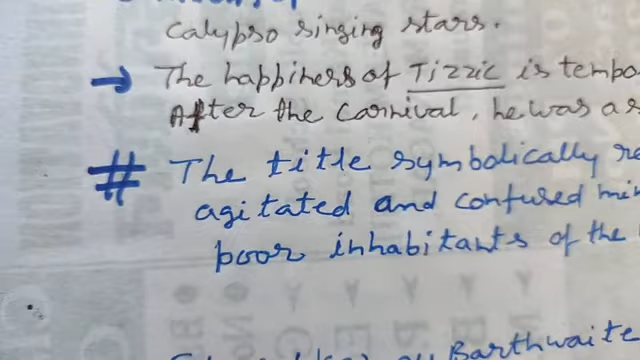 Calypso singing stars.
→ The happiness of Tizzic is tempo
After the Carnival, he was a s
# The title symbolically re
agitated and confused min
poor inhabitants of the
Barthwaite